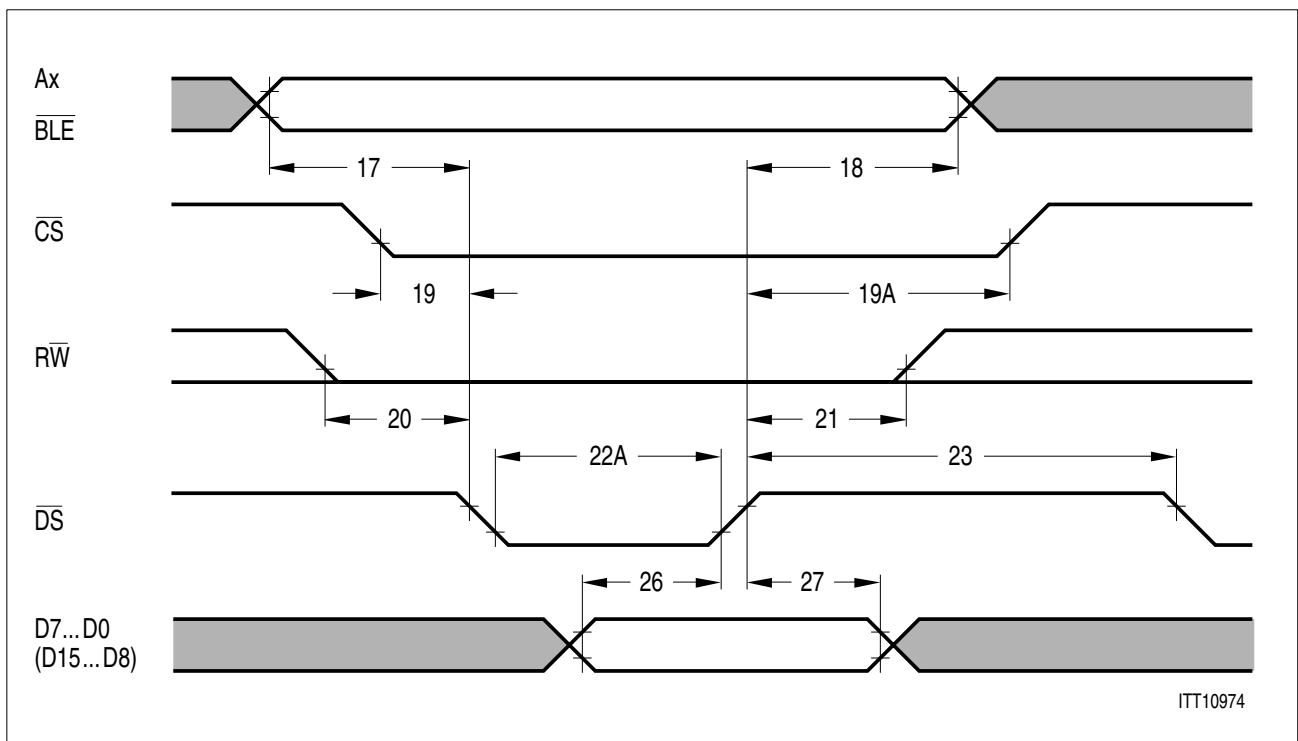 Ax
BLE
17
18
CS
19
19A
RW
20
21
22A
23
DS
26
27
D7...D0
(D15...D8)
ITT10974